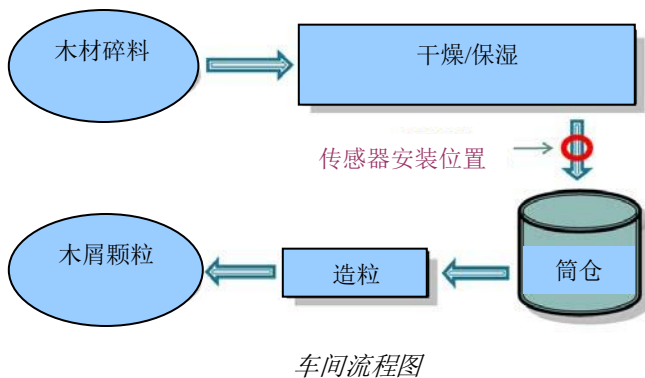 木材碎料
干燥/保湿
传感器安装位置
木屑颗粒
造粒
筒仓
车间流程图